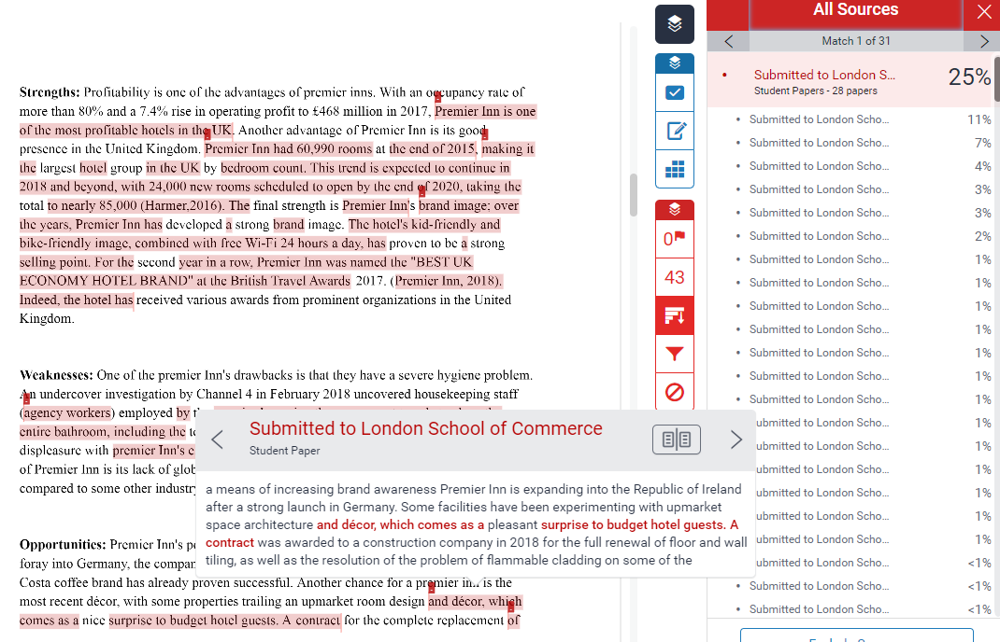 Strengths: Profitability is one of the advantages of premier inns. With an occupancy rate of
more than 80% and a 7.4% rise in operating profit to £468 million in 2017, Premier Inn is one
of the most profitable hotels in the UK. Another advantage of Premier Inn is its good
presence in the United Kingdom. Premier Inn had 60,990 rooms at the end of 2015, making it
the largest hotel group in the UK by bedroom count. This trend is expected to continue in
2018 and beyond, with 24,000 new rooms scheduled to open by the end of 2020, taking the
total to nearly 85,000 (Harmer,2016). The final strength is Premier Inn's brand image; over
the years, Premier Inn has developed a strong brand image. The hotel's kid-friendly and
bike-friendly image, combined with free Wi-Fi 24 hours a day, has proven to be a strong
selling point. For the second year in a row, Premier Inn was named the "BEST UK
ECONOMY HOTEL BRAND" at the British Travel Awards 2017. (Premier Inn, 2018).
Indeed, the hotel has received various awards from prominent organizations in the United
Kingdom.
Weaknesses: One of the premier Inn's drawbacks is that they have a severe hygiene problem.
An undercover investigation by Channel 4 in February 2018 uncovered housekeeping staff
(agency workers) employed by
entire bathroom, including the
displeasure with premier Inn's
of Premier Inn is its lack of
compared to some other
Opportunities: Premier Inn's
foray into Germany, the
Costa coffee brand has already proven successful. Another chance for a premier inn is the
most recent décor, with some properties trailing an upmarket room design and décor, which
comes as a nice surprise to budget hotel guests. A contract for the complete replacement of
Submitted to London School of Commerce
Student Paper
a means of increasing brand awareness Premier Inn is expanding into the Republic of Ireland
after a strong launch in Germany. Some facilities have been experimenting with upmarket
space architecture and décor, which comes as a pleasant surprise to budget hotel guests. A
contract was awarded to a construction company in 2018 for the full renewal of floor and wall
tiling, as well as the resolution of the problem of flammable cladding on some of the
0
43
All Sources
Match 1 of 31
Submitted to London S... 25%
Student Papers - 28 papers
Submitted to London Scho... 11%
Submitted to London Scho... 7%
Submitted to London Scho... 4%
Submitted to London Scho... 3%
Submitted to London Scho... 3%
Submitted to London Scho... 2%
Submitted to London Scho... 1%
Submitted to London Scho... 1%
Submitted to London Scho... 1%
Submitted to London Scho... 1%
Submitted to London Scho... 1%
Submitted to London Scho... 1%
Submitted to London Scho... 1%
ubmitted to London Scho... 1%
ubmitted to London Scho... 1%
ubmitted to London Scho... 1%
ubmitted to London Scho... 1%
ubmitted to London Scho... 1%
ubmitted to London Scho... 1%
ubmitted to London Scho... <1%
Submitted to London Scho... <1%
Submitted to London Scho... <1%